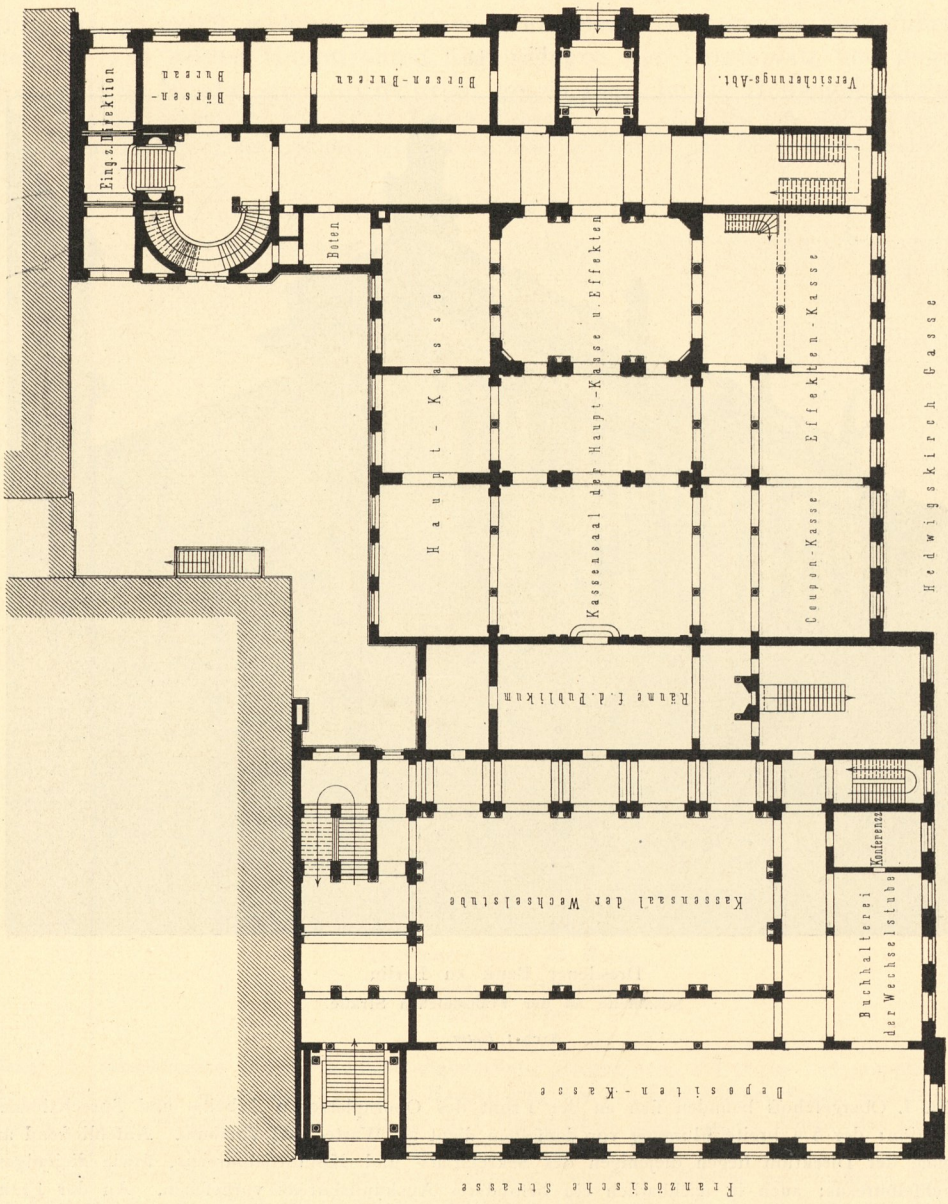 Eing. z. Direktion
Börsen-
Bureau
Börsen-Bureau
Versicherungs-Abt.
Boten
Haupt-Kasse
Kassensaal der Haupt-Kasse u. Effekten
Effekten-Kasse
Coupon-Kasse
Hedwigskirch Gasse
Räume f. d. Publikum
Kassensaal der Wechselstube
Konferenzz.
Buchhalterei
der Wechselstube
Depositen-Kasse
Französische Strasse